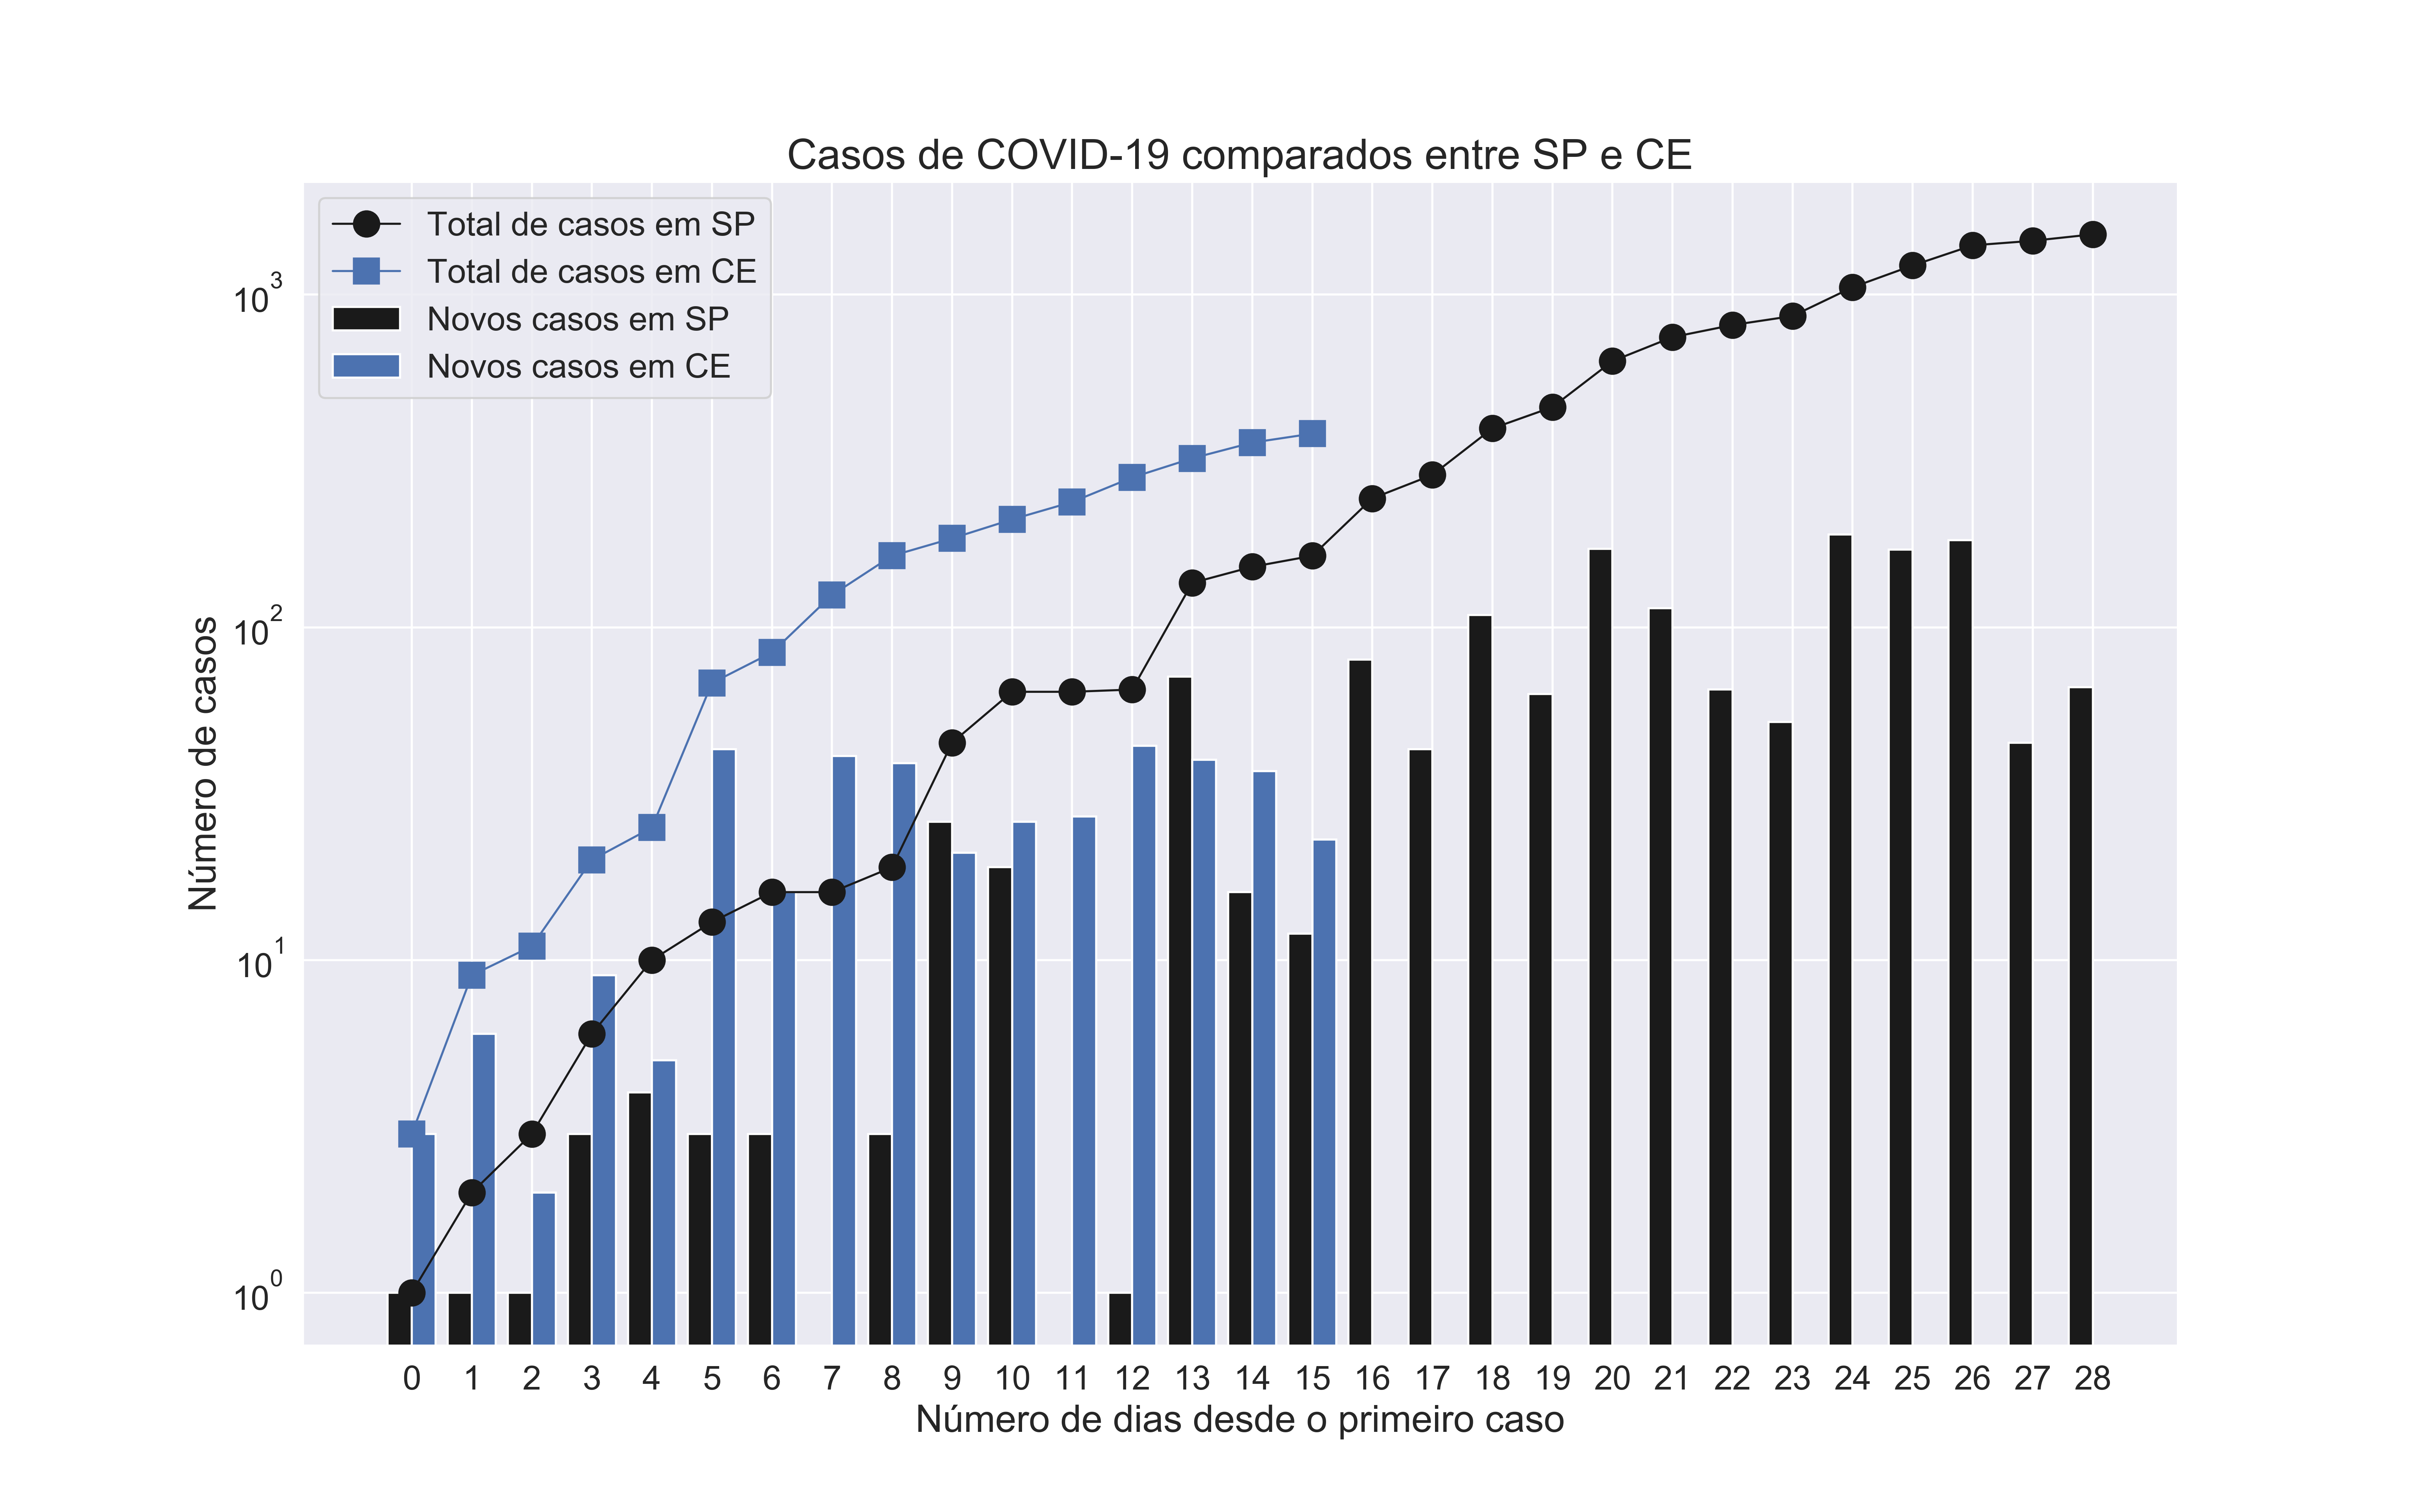 Casos de COVID-19 comparados entre SP e CE
Total de casos em SP
Total de casos em CE
Novos casos em SP
Novos casos em CE
Número de casos
10³
10²
10¹
10⁰
0 1 2 3 4 5 6 7 8 9 10 11 12 13 14 15 16 17 18 19 20 21 22 23 24 25 26 27 28
Número de dias desde o primeiro caso